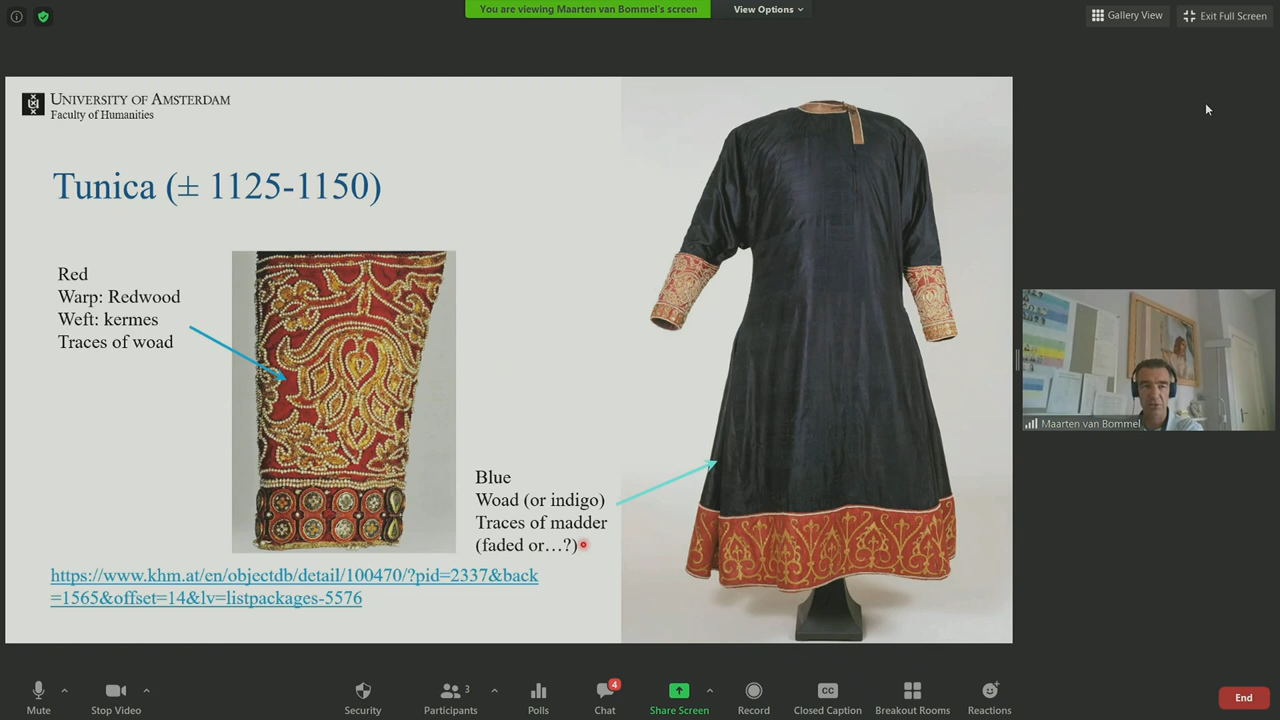 You are viewing Maarten van Bommel's screen
View Options
Gallery View
Exit Full Screen
UNIVERSITY OF AMSTERDAM
Faculty of Humanities
Tunica (± 1125-1150)
Red
Warp: Redwood
Weft: kermes
Traces of woad
Blue
Woad (or indigo)
Traces of madder
(faded or…?)
https://www.khm.at/en/objectdb/detail/100470/?pid=2337&back
=1565&offset=14&lv=listpackages-5576
Maarten van Bommel
Mute
Stop Video
Security
Participants
3
Polls
Chat
4
Share Screen
Record
CC
Closed Caption
Breakout Rooms
Reactions
End